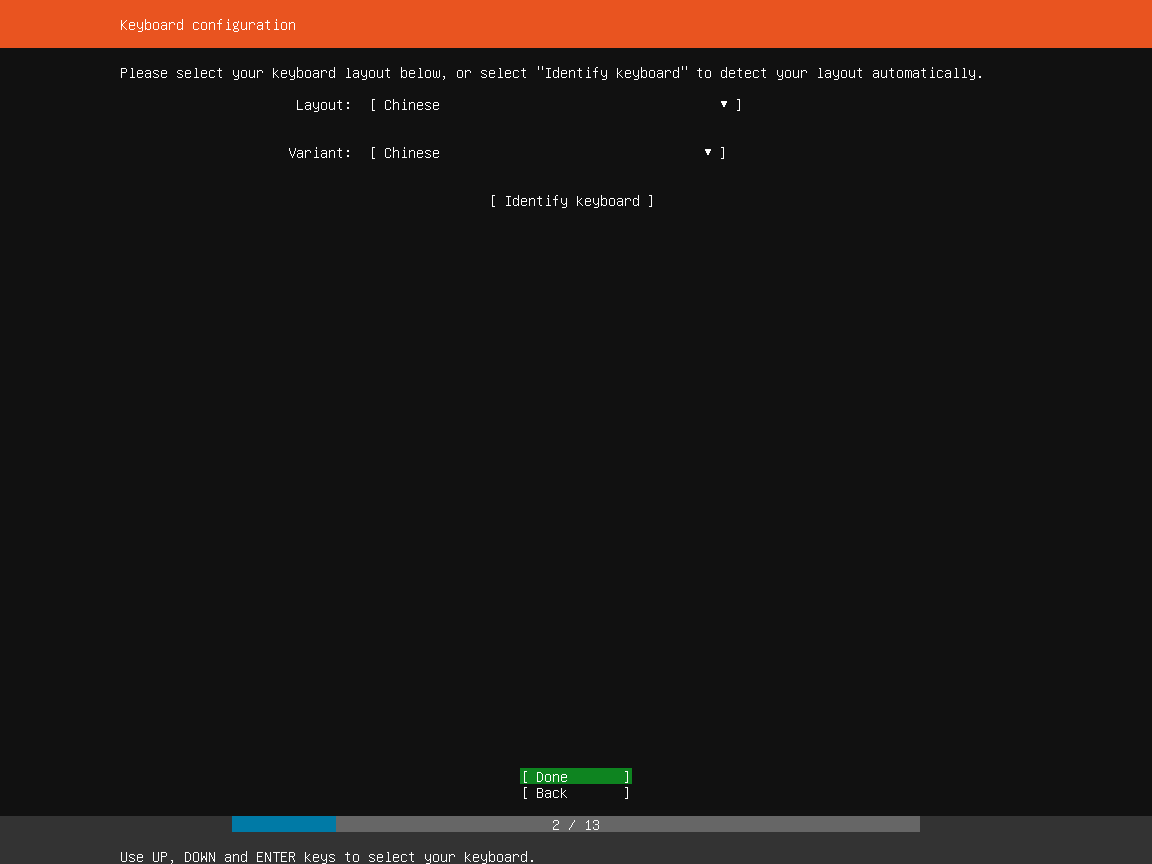 Keyboard configuration
Please select your keyboard layout below, or select "Identify keyboard" to detect your layout automatically.
Layout: [ Chinese ▾ ]
Variant: [ Chinese ▾ ]
[ Identify keyboard ]
[ Done ]
[ Back ]
2 / 13
Use UP, DOWN and ENTER keys to select your keyboard.